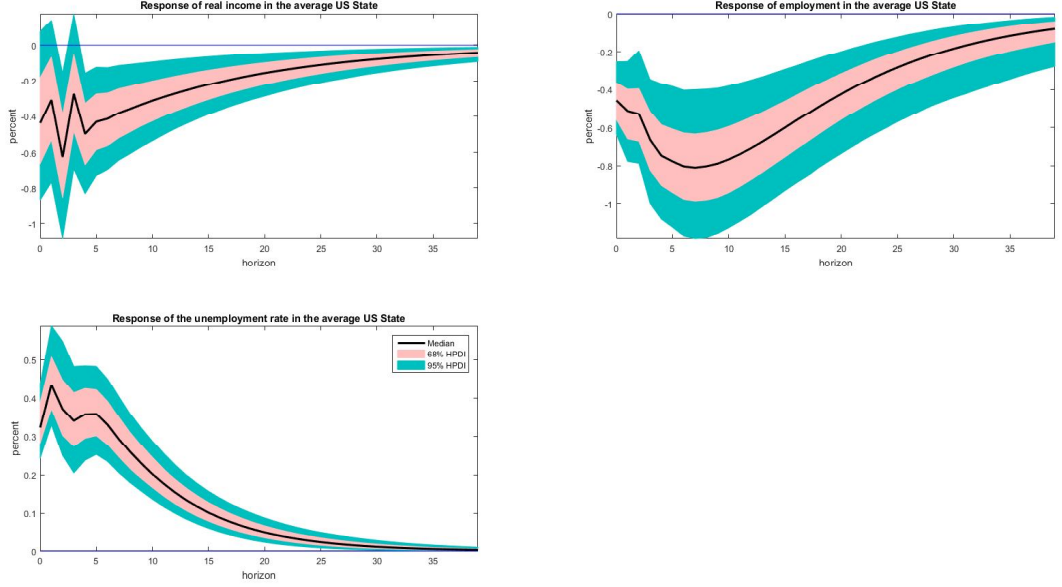 Response of real income in the average US State
0
-0.2
-0.4
-0.6
-0.8
-1
percent
0 5 10 15 20 25 30 35
horizon
Response of employment in the average US State
0
-0.2
-0.4
-0.6
-0.8
-1
percent
0 5 10 15 20 25 30 35
horizon
Response of the unemployment rate in the average US State
0.5
0.4
0.3
0.2
0.1
0
percent
0 5 10 15 20 25 30 35
horizon
Median
68% HPDI
95% HPDI